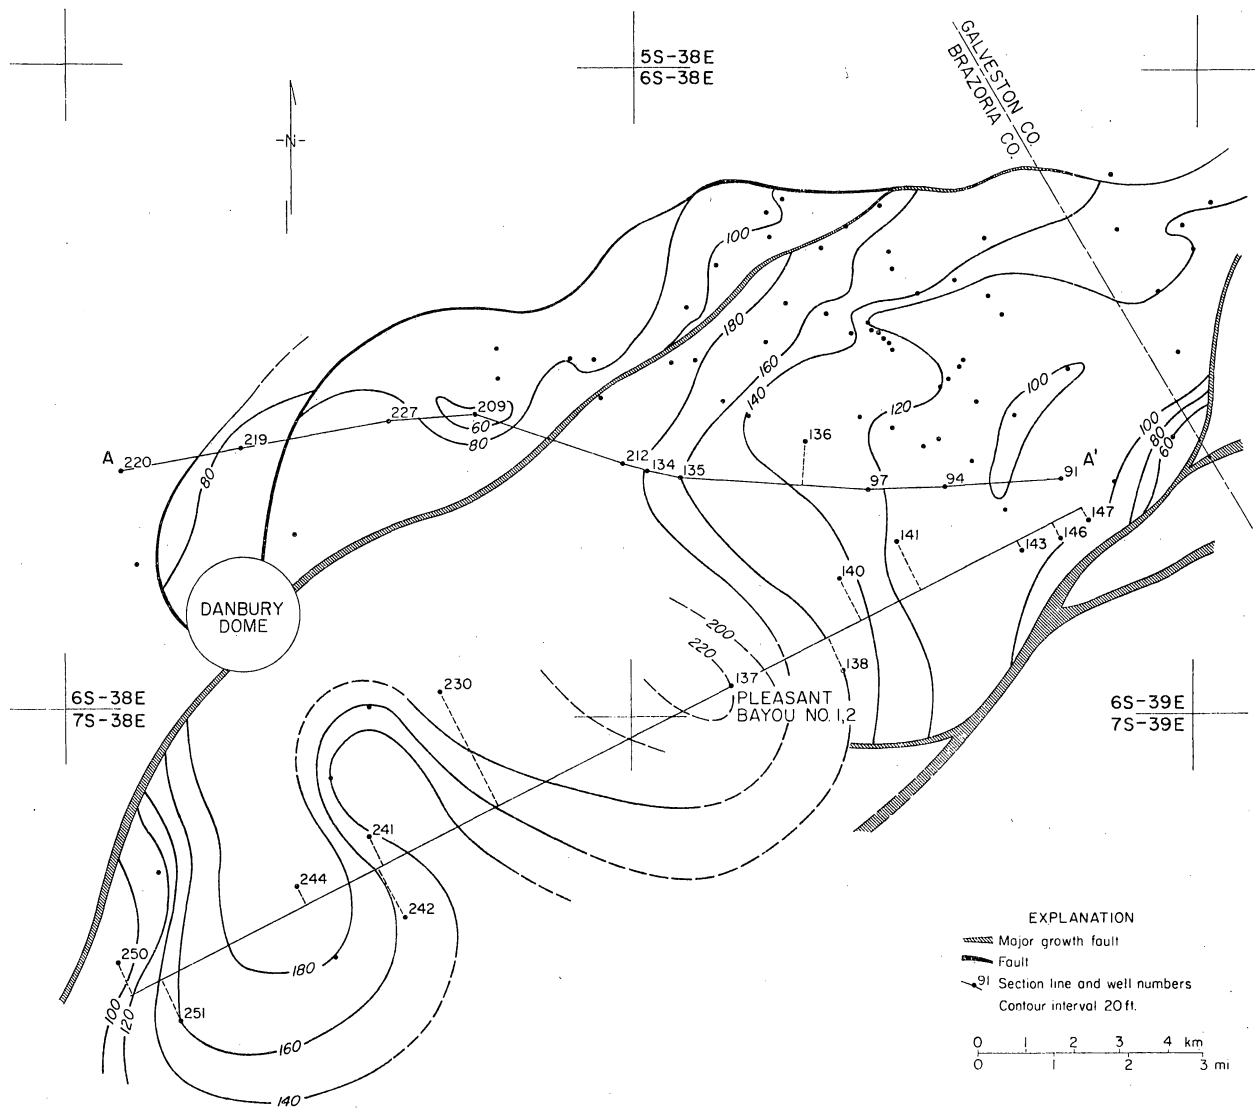 5S-38E
6S-38E
GALVESTON CO.
BRAZORIA CO.
-N-
100
180
160
140
120
100
100
80
60
209
60
80
227
219
A
220
80
212
134
135
136
97
94
91
A'
147
146
143
141
140
138
137
PLEASANT
BAYOU NO. 1,2
200
220
DANBURY
DOME
6S-38E
7S-38E
6S-39E
7S-39E
230
241
242
244
250
251
180
160
140
100
120
EXPLANATION
Major growth fault
Fault
91 Section line and well numbers
Contour interval 20 ft.
0 1 2 3 4 km
0 1 2 3 mi